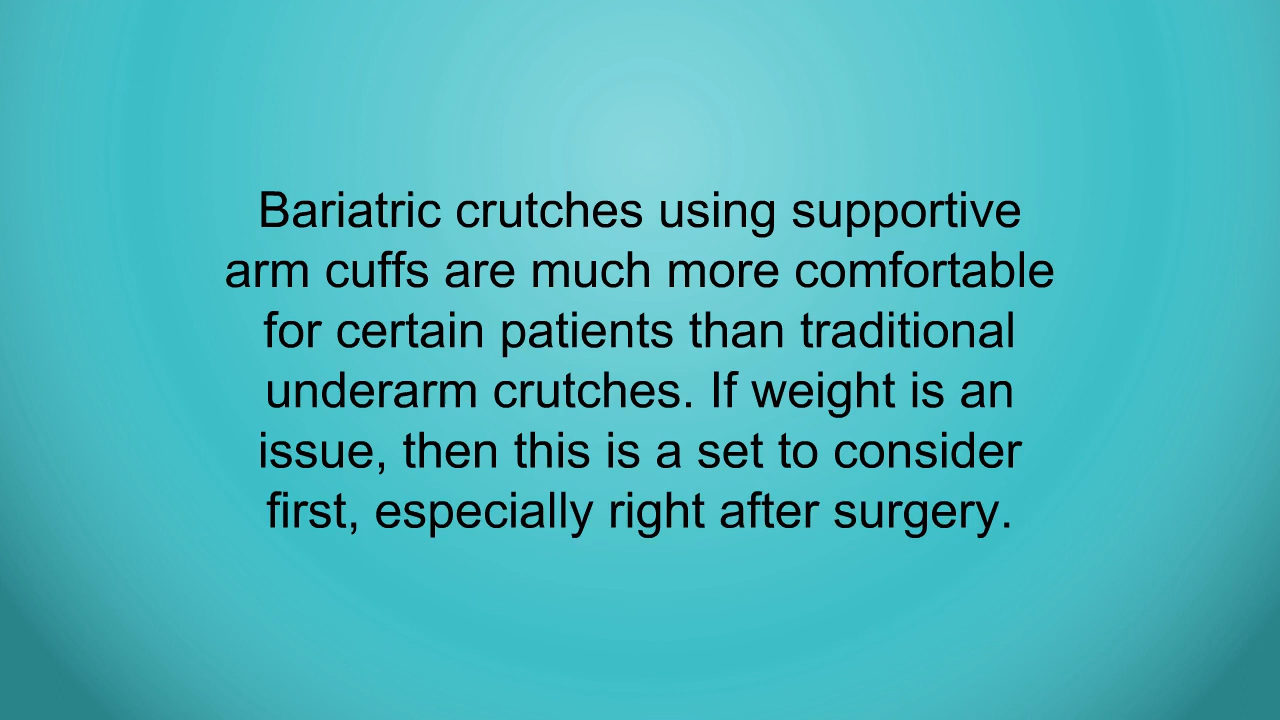 Bariatric crutches using supportive
arm cuffs are much more comfortable
for certain patients than traditional
underarm crutches. If weight is an
issue, then this is a set to consider
first, especially right after surgery.